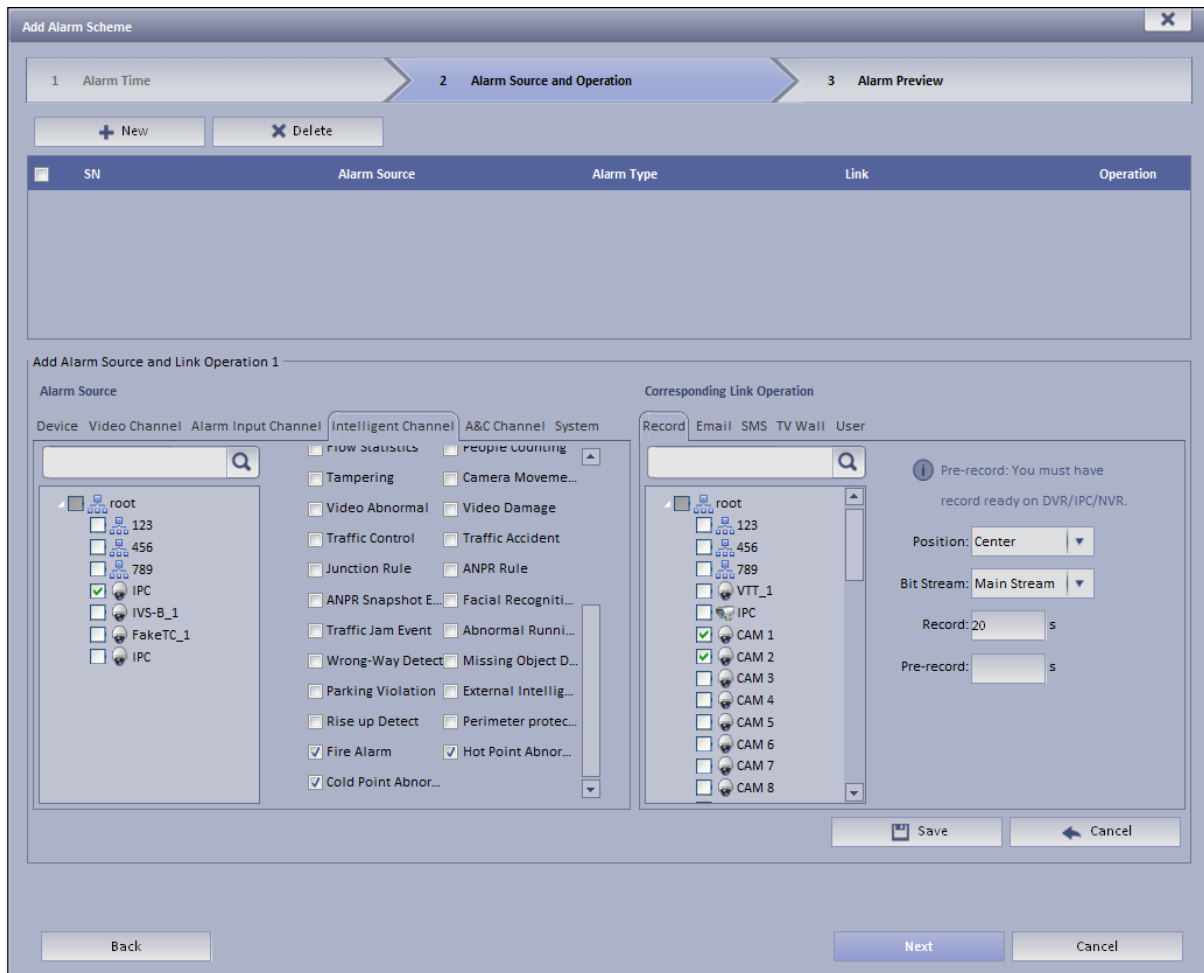 Add Alarm Scheme
1 Alarm Time
2 Alarm Source and Operation
3 Alarm Preview
New
Delete
SN Alarm Source Alarm Type Link Operation
Add Alarm Source and Link Operation 1
Alarm Source
Device Video Channel Alarm Input Channel Intelligent Channel A&C Channel System
root
123
456
789
IPC
IVS-B_1
FakeTC_1
IPC
Flow Statistics People Counting
Tampering Camera Moveme...
Video Abnormal Video Damage
Traffic Control Traffic Accident
Junction Rule ANPR Rule
ANPR Snapshot E... Facial Recogniti...
Traffic Jam Event Abnormal Runni...
Wrong-Way Detect Missing Object D...
Parking Violation External Intellig...
Rise up Detect Perimeter protec...
Fire Alarm Hot Point Abnor...
Cold Point Abnor...
Corresponding Link Operation
Record Email SMS TV Wall User
root
123
456
789
VTT_1
IPC
CAM 1
CAM 2
CAM 3
CAM 4
CAM 5
CAM 6
CAM 7
CAM 8
Pre-record: You must have
record ready on DVR/IPC/NVR.
Position: Center
Bit Stream: Main Stream
Record: 20 s
Pre-record: s
Save
Cancel
Back
Next
Cancel